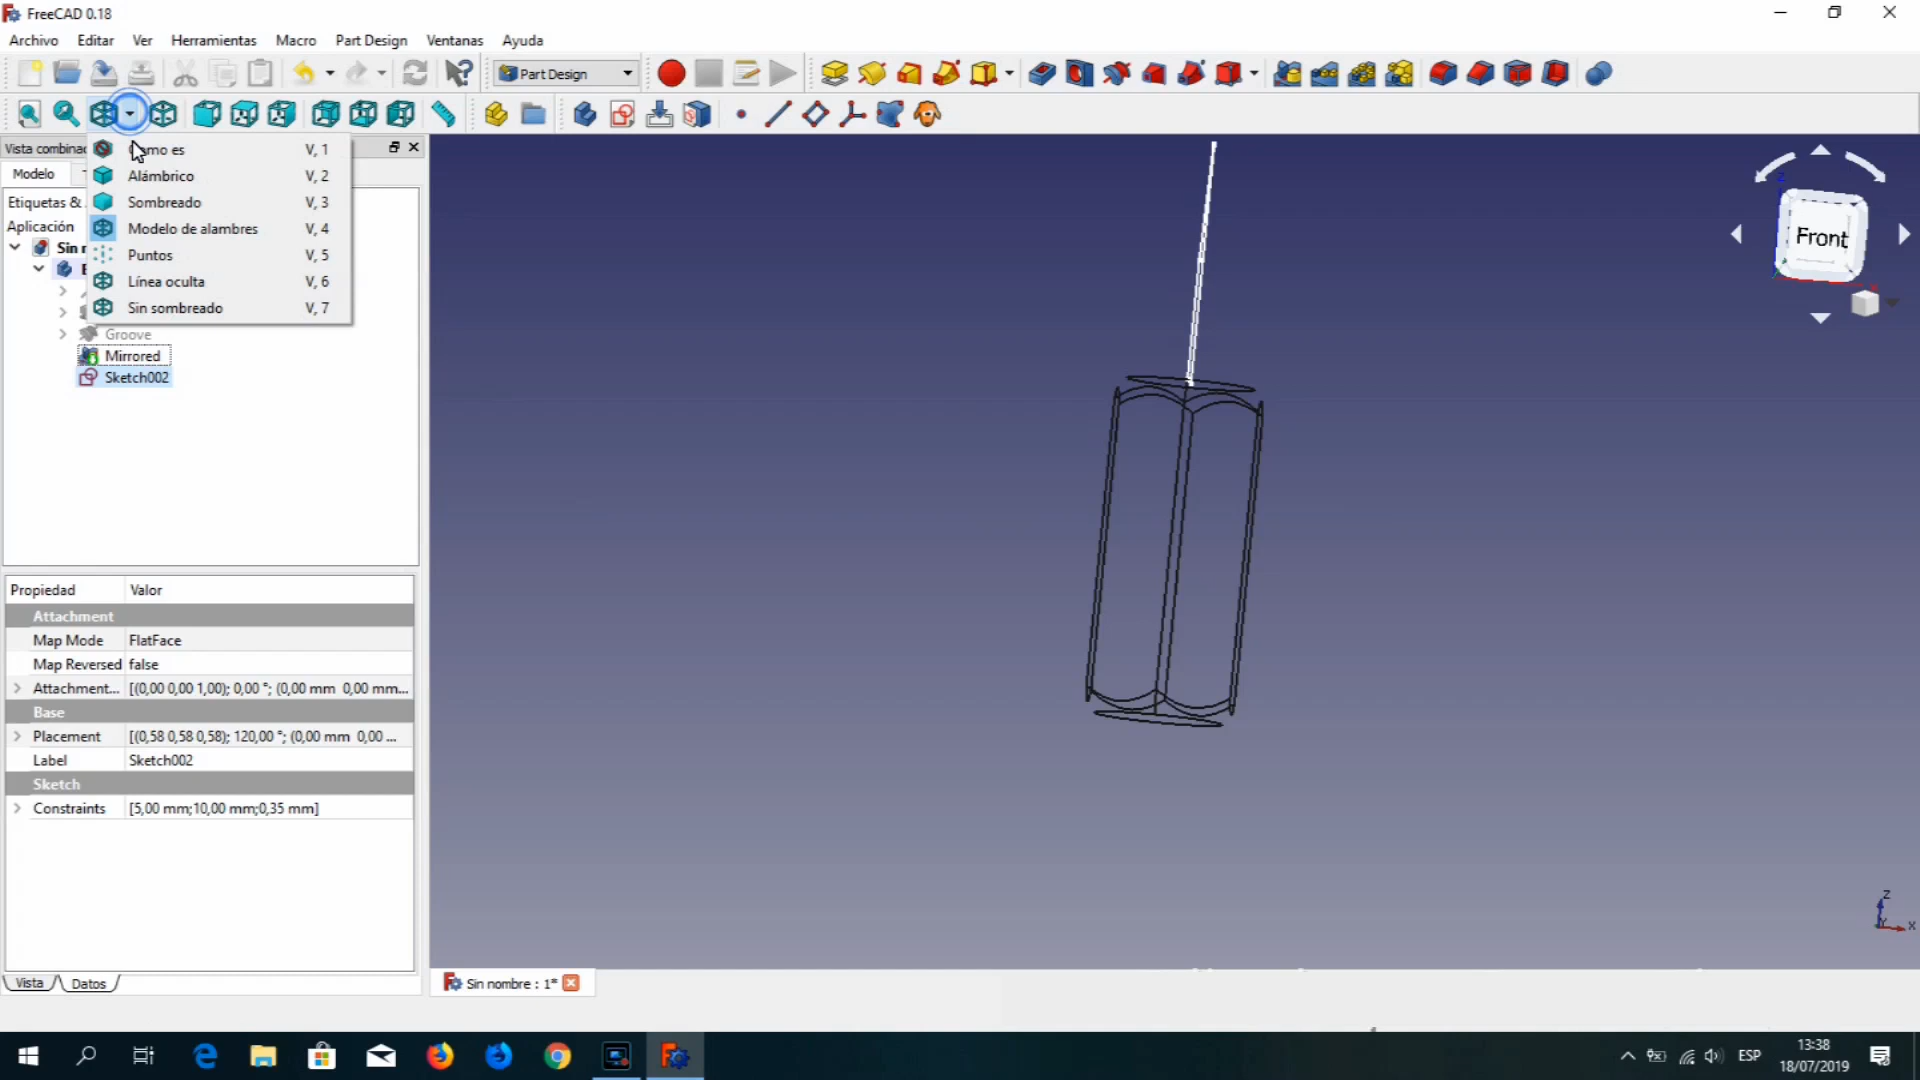 FreeCAD 0.18
Archivo Editar Ver Herramientas Macro Part Design Ventanas Ayuda
Part Design
Vista combinac
Modelo
Etiquetas &
Aplicación
Sin n
Como es V, 1
Alámbrico V, 2
Sombreado V, 3
Modelo de alambres V, 4
Puntos V, 5
Línea oculta V, 6
Sin sombreado V, 7
Groove
Mirrored
Sketch002
Propiedad Valor
Attachment
Map Mode FlatFace
Map Reversed false
Attachment... [(0,00 0,00 1,00); 0,00 °; (0,00 mm 0,00 mm...
Base
Placement [(0,58 0,58 0,58); 120,00 °; (0,00 mm 0,00 ...
Label Sketch002
Sketch
Constraints [5,00 mm;10,00 mm;0,35 mm]
Vista Datos
Sin nombre : 1*
Front
Z
X
Y
ESP
13:38
18/07/2019